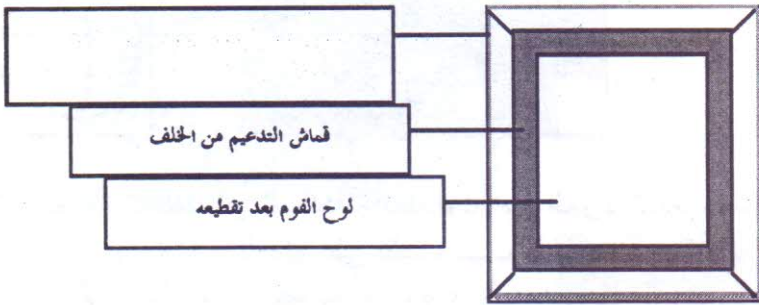 قماش التدعيم من الخلف
لوح الفوم بعد تقطيعه